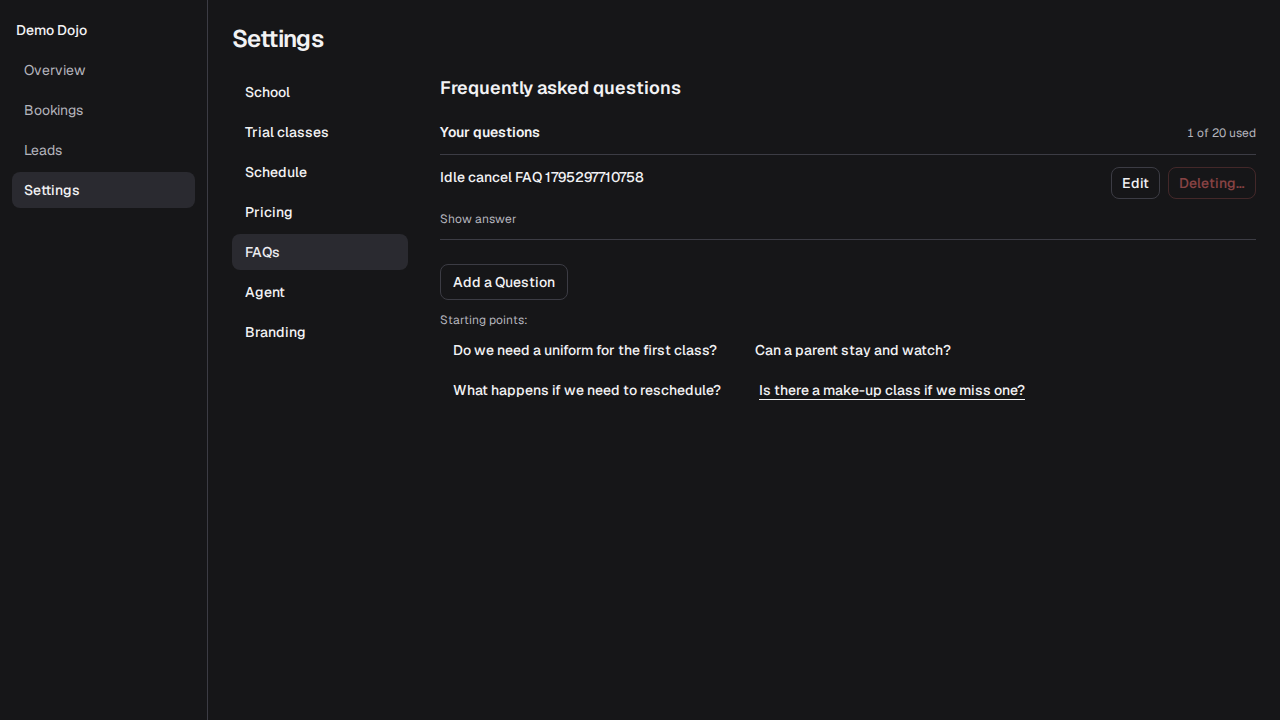 Demo Dojo
Overview
Bookings
Leads
Settings
Settings
School
Trial classes
Schedule
Pricing
FAQs
Agent
Branding
Frequently asked questions
Your questions 1 of 20 used
Idle cancel FAQ 1795297710758 Edit Deleting...
Show answer
Add a Question
Starting points:
Do we need a uniform for the first class? Can a parent stay and watch?
What happens if we need to reschedule? Is there a make-up class if we miss one?